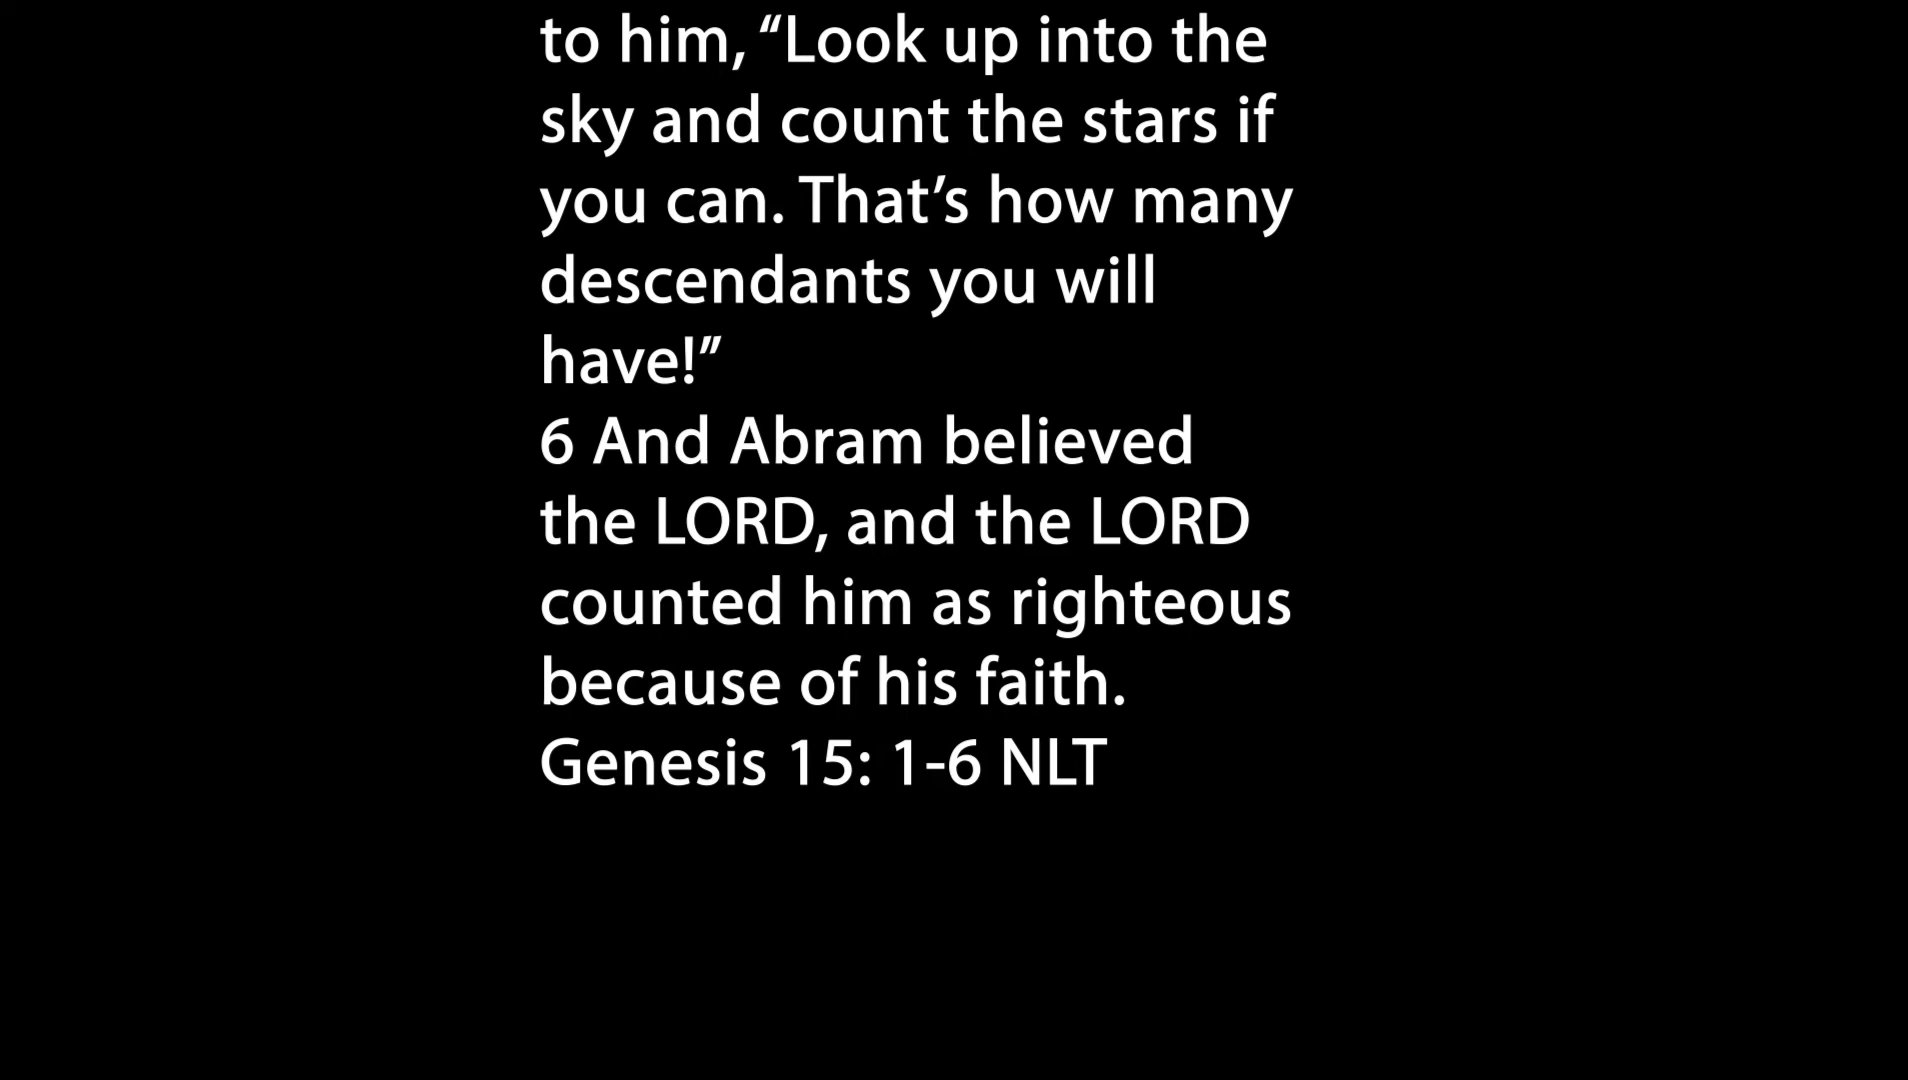 to him, “Look up into the
sky and count the stars if
you can. That’s how many
descendants you will
have!”
6 And Abram believed
the LORD, and the LORD
counted him as righteous
because of his faith.
Genesis 15: 1-6 NLT